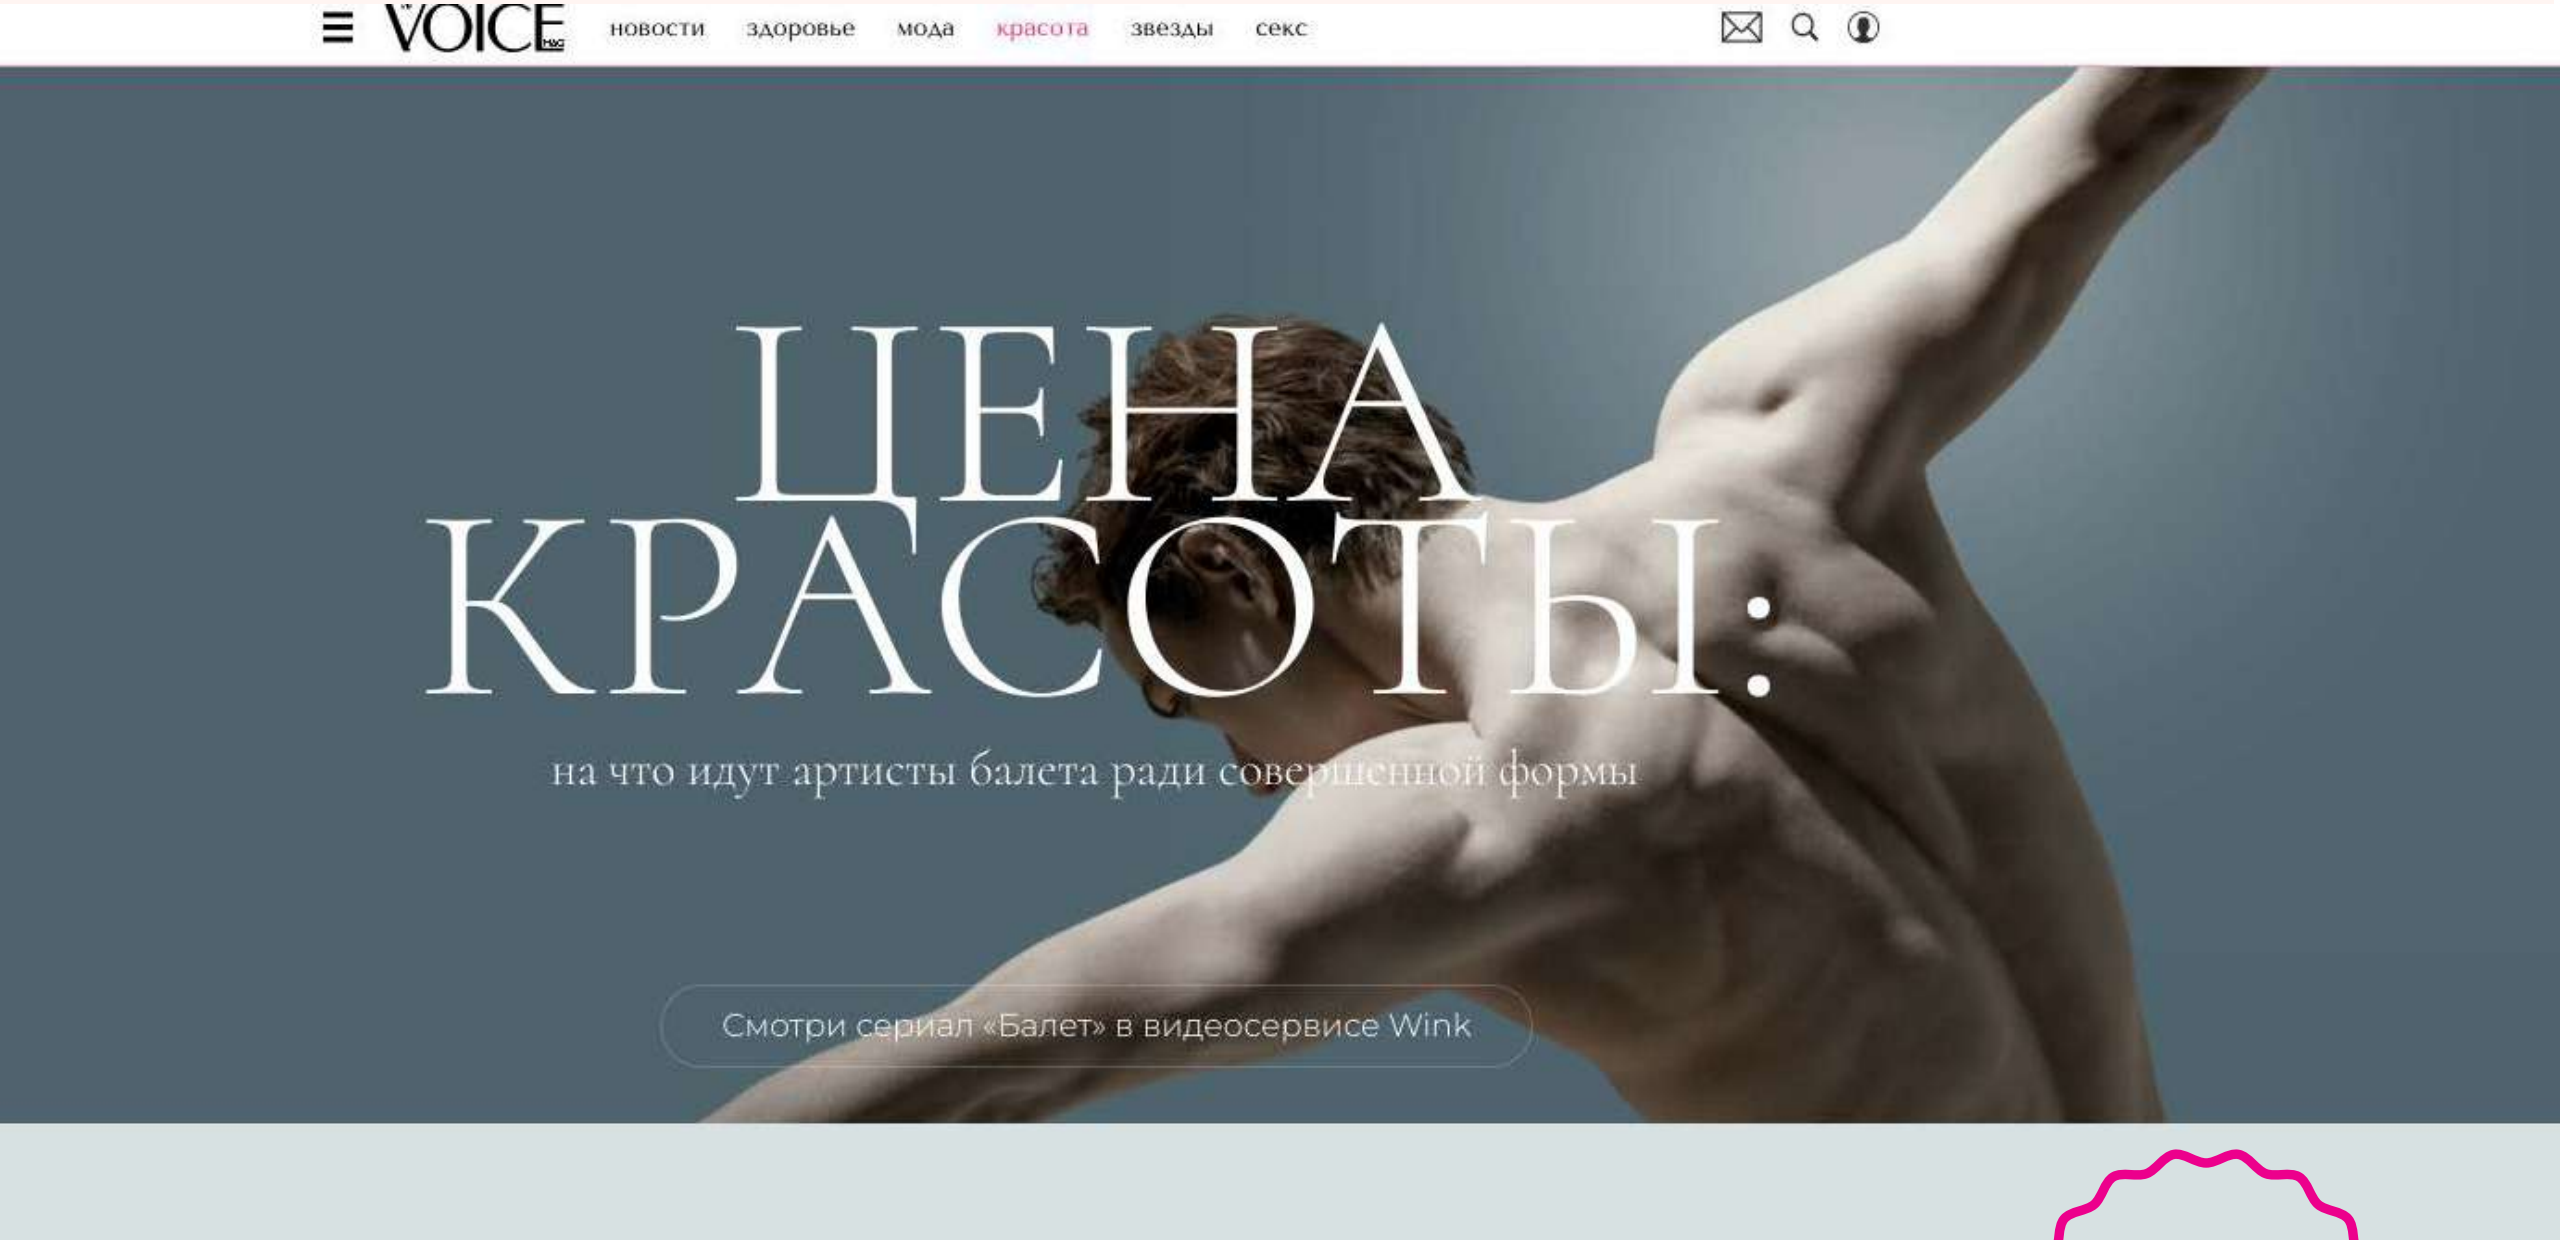 VOICE MAG новости здоровье мода красота звезды секс
ЦЕНА
КРАСОТЫ:
на что идут артисты балета ради совершенной формы
Смотри сериал «Балет» в видеосервисе Wink